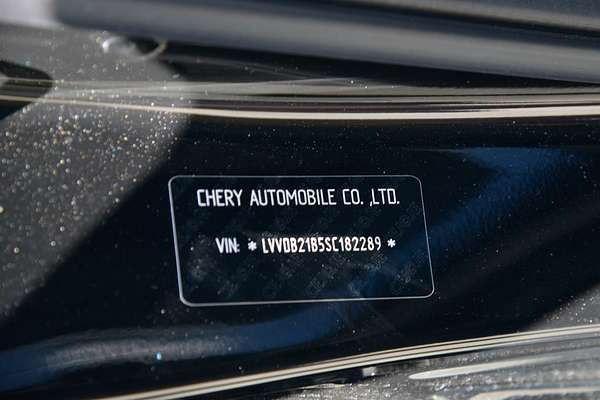 CHERY AUTOMOBILE CO. ,LTD.
VIN: * LVVDB21B5SC182289 *